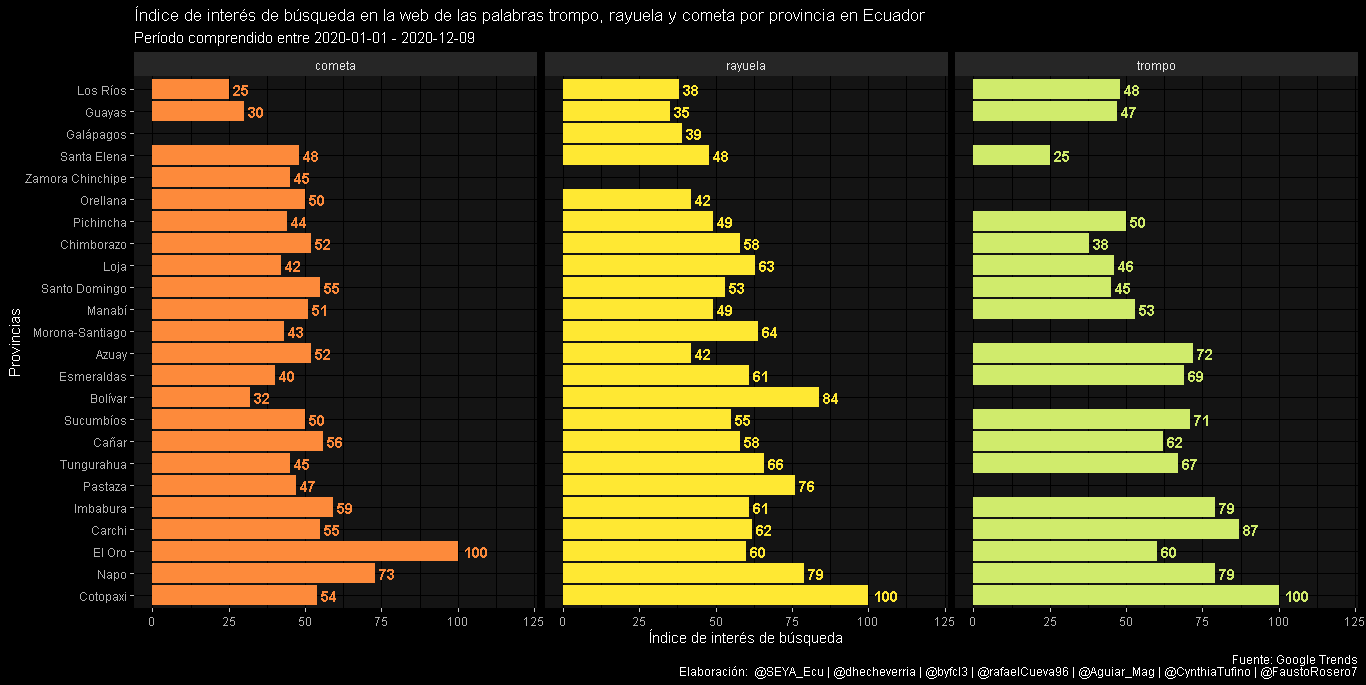 Índice de interés de búsqueda en la web de las palabras trompo, rayuela y cometa por provincia en Ecuador
Período comprendido entre 2020-01-01 - 2020-12-09
cometa rayuela trompo
Provincias
Los Ríos 25 38 48
Guayas 30 35 47
Galápagos 39
Santa Elena 48 48 25
Zamora Chinchipe 45
Orellana 50 42
Pichincha 44 49 50
Chimborazo 52 58 38
Loja 42 63 46
Santo Domingo 55 53 45
Manabí 51 49 53
Morona-Santiago 43 64
Azuay 52 42 72
Esmeraldas 40 61 69
Bolívar 32 84
Sucumbíos 50 55 71
Cañar 56 58 62
Tungurahua 45 66 67
Pastaza 47 76
Imbabura 59 61 79
Carchi 55 62 87
El Oro 100 60 60
Napo 73 79 79
Cotopaxi 54 100 100
0 25 50 75 100 125 0 25 50 75 100 125 0 25 50 75 100 125
Índice de interés de búsqueda
Fuente: Google Trends
Elaboración: @SEYA_Ecu | @dhecheverria | @byfcl3 | @rafaelCueva96 | @Aguiar_Mag | @CynthiaTufino | @FaustoRosero7